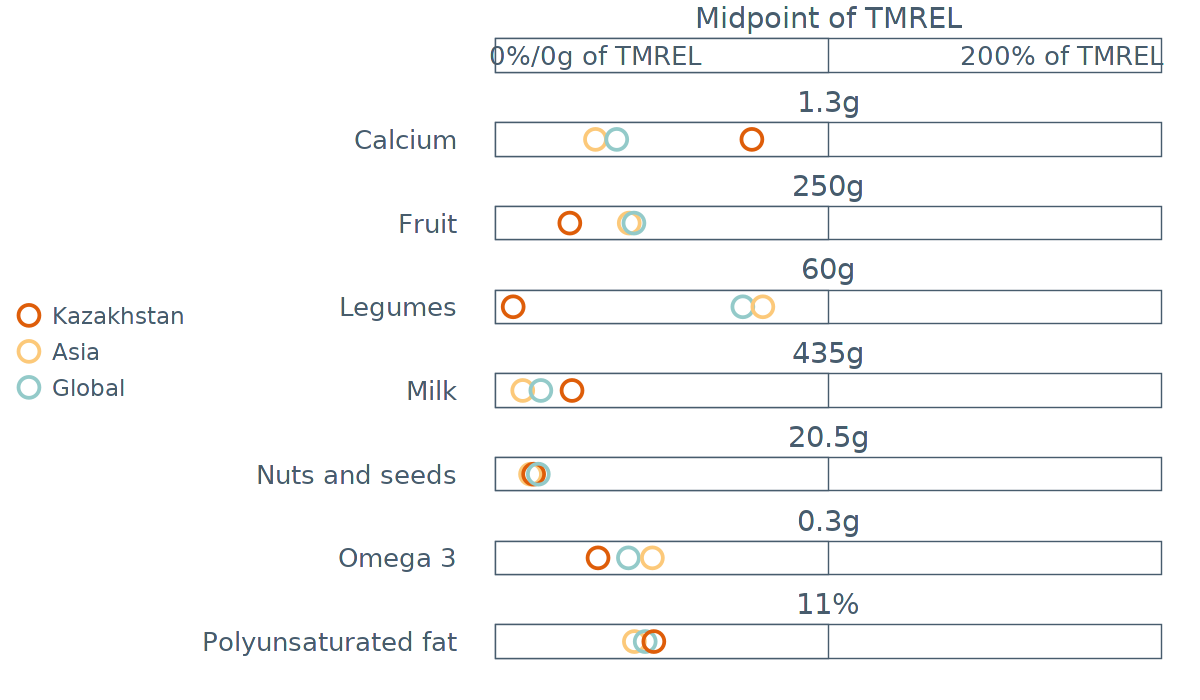 Midpoint of TMREL
0%/0g of TMREL
200% of TMREL
1.3g
Calcium
250g
Fruit
60g
Legumes
435g
Milk
20.5g
Nuts and seeds
0.3g
Omega 3
11%
Polyunsaturated fat
Kazakhstan
Asia
Global